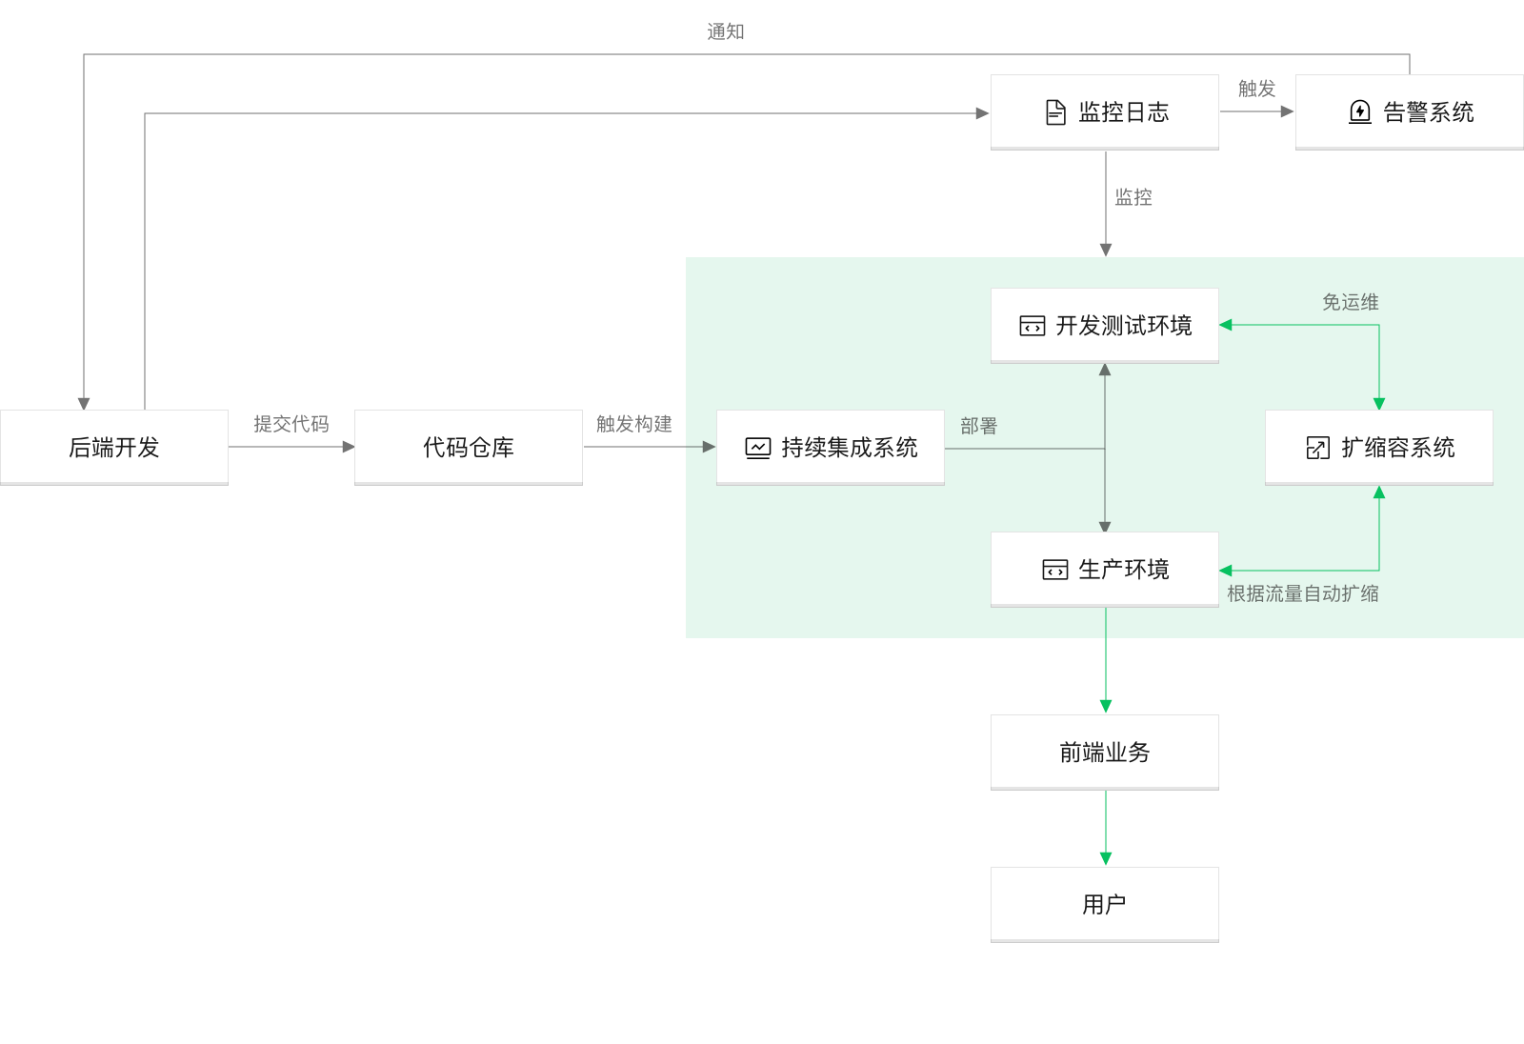 通知
监控日志
触发
告警系统
监控
开发测试环境
免运维
后端开发
提交代码
代码仓库
触发构建
持续集成系统
部署
扩缩容系统
生产环境
根据流量自动扩缩
前端业务
用户